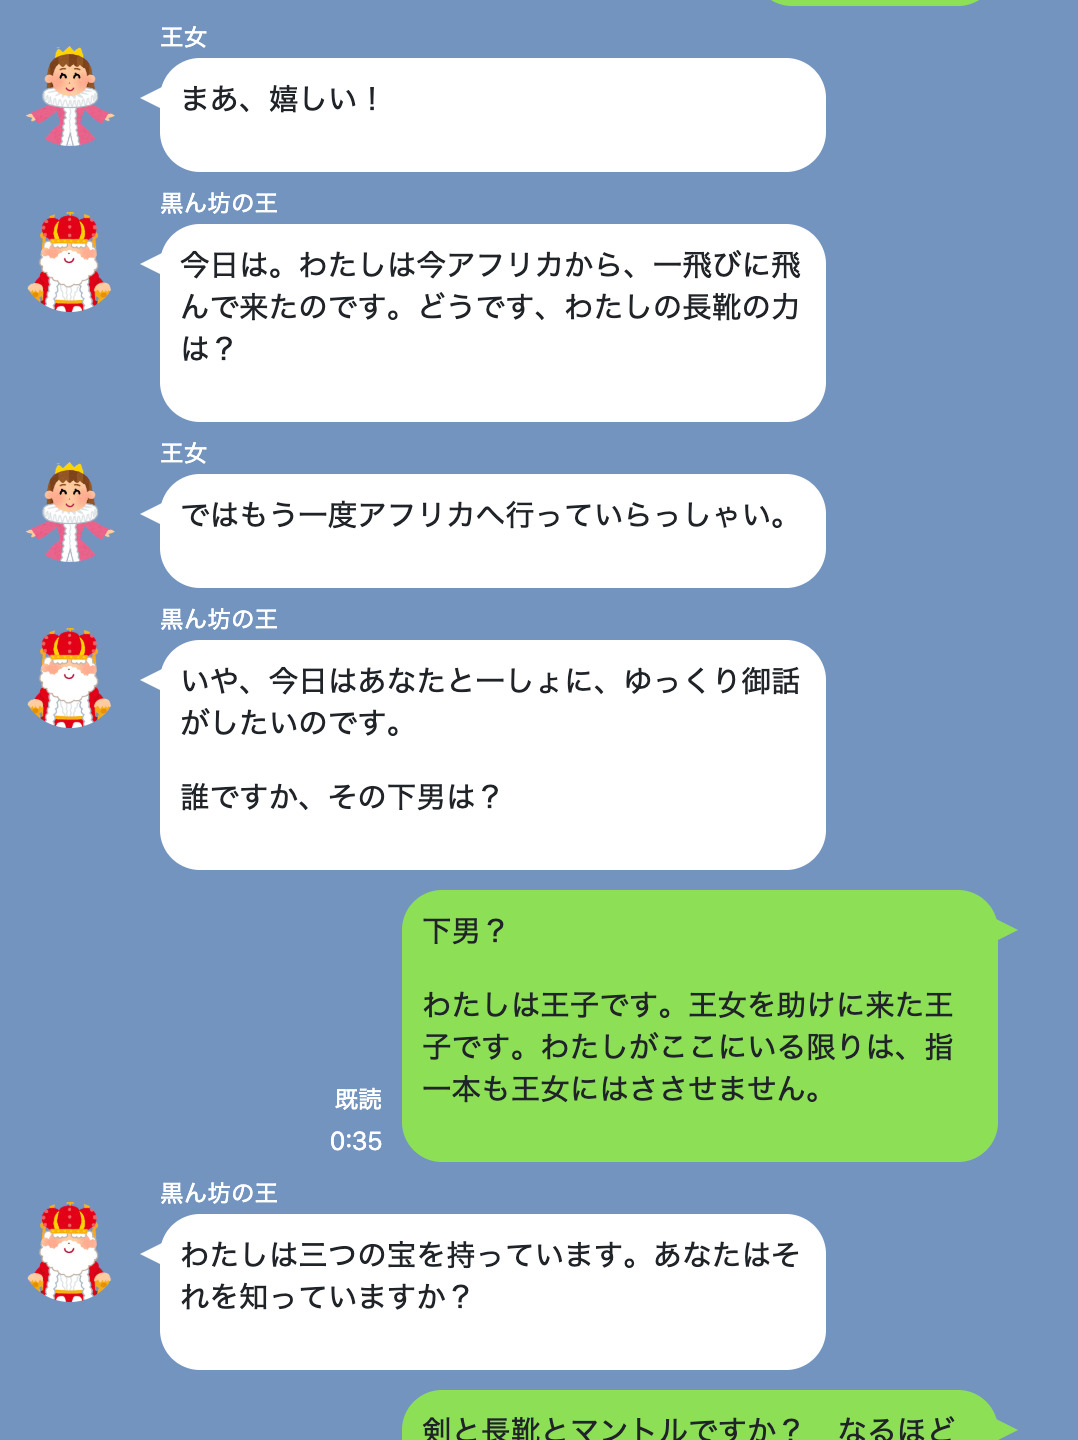 王女
まあ、嬉しい！
黒ん坊の王
今日は。わたしは今アフリカから、一飛びに飛
んで来たのです。どうです、わたしの長靴の力
は？
王女
ではもう一度アフリカへ行っていらっしゃい。
黒ん坊の王
いや、今日はあなたと一しょに、ゆっくり御話
がしたいのです。
誰ですか、その下男は？
下男？
わたしは王子です。王女を助けに来た王
子です。わたしがここにいる限りは、指
一本も王女にはささせません。
既読
0:35
黒ん坊の王
わたしは三つの宝を持っています。あなたはそ
れを知っていますか？
剣と長靴とマントルですか？　なるほど